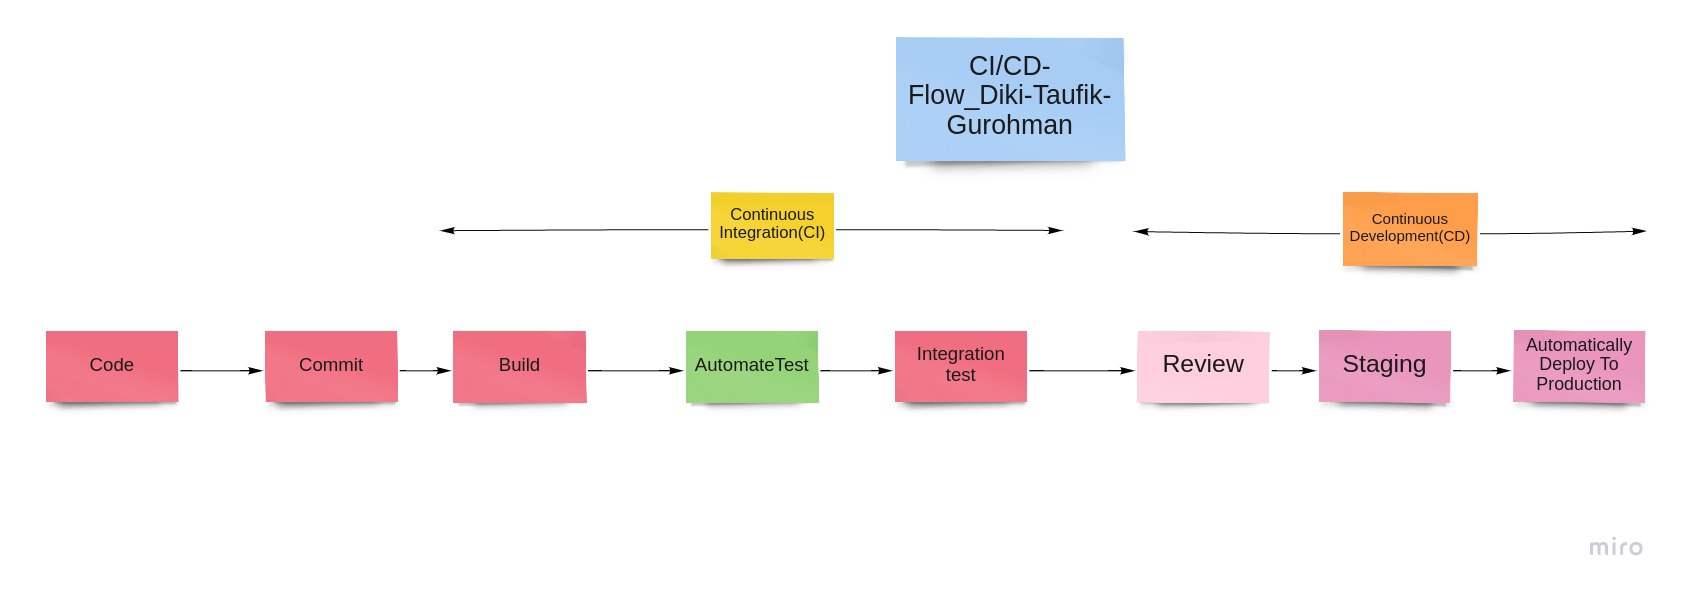 CI/CD-
Flow_Diki-Taufik-
Gurohman
Continuous
Integration(CI)
Continuous
Development(CD)
Code
Commit
Build
AutomateTest
Integration
test
Review
Staging
Automatically
Deploy To
Production
miro